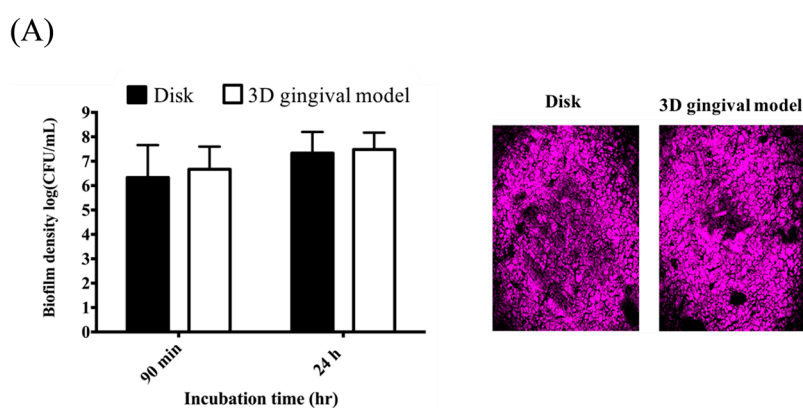 (A)
Disk
3D gingival model
Biofilm density log(CFU/mL)
9
8
7
6
5
4
3
2
1
0
90 min
24 h
Incubation time (hr)
Disk
3D gingival model